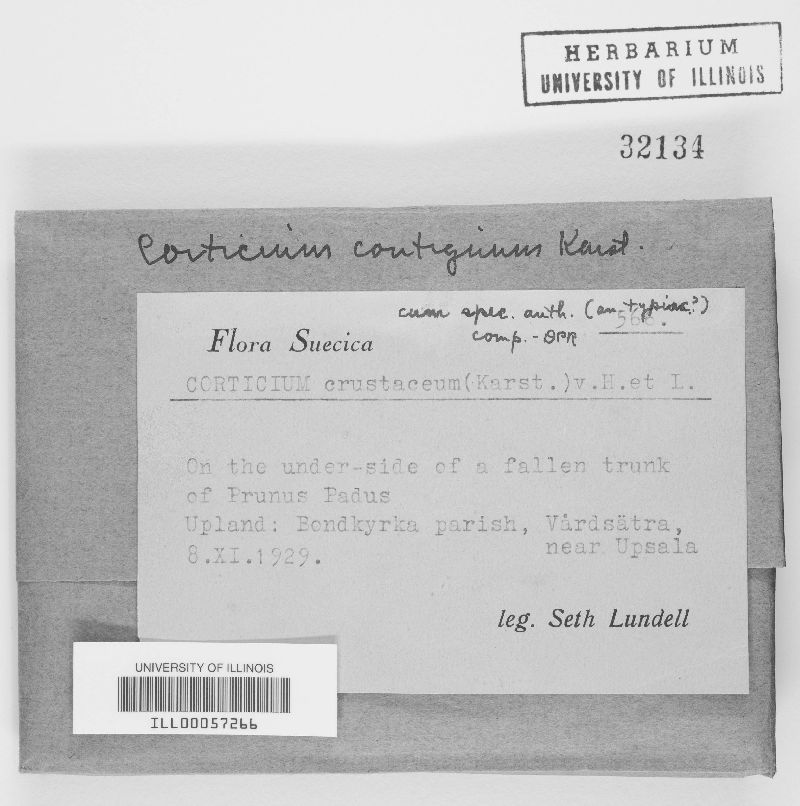 HERBARIUM
UNIVERSITY OF ILLINOIS
32134
Corticium contiguum Karst.
cum spec. auth. (an typica?)
comp. - DPR
Flora Suecica
CORTICIUM crustaceum(Karst.)v.H.et L.
On the under-side of a fallen trunk
of Prunus Padus
Upland: Bondkyrka parish, Vårdsätra,
near Upsala
8.XI.1929.
leg. Seth Lundell
UNIVERSITY OF ILLINOIS
ILL00057266